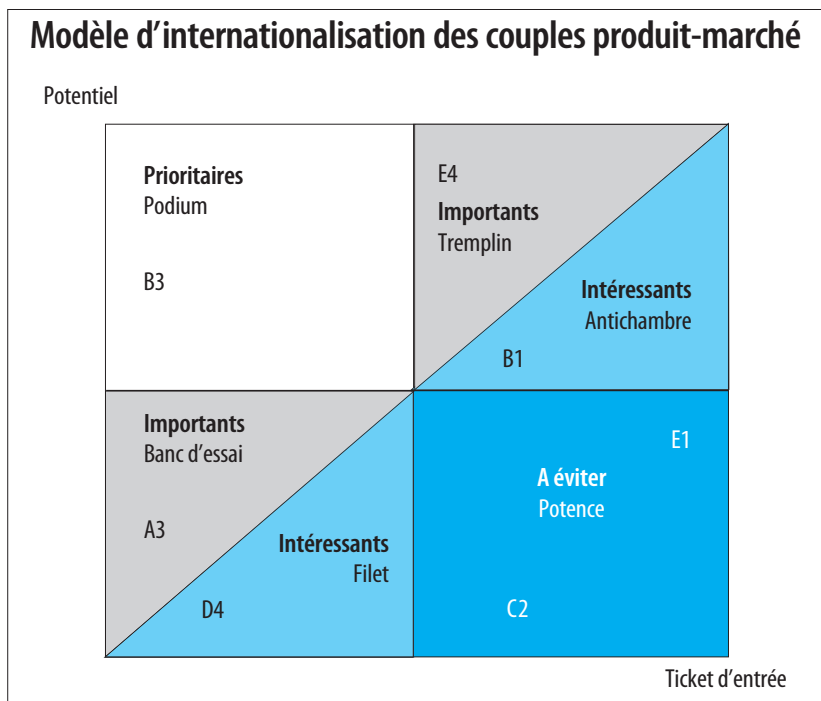 Modèle d'internationalisation des couples produit-marché
Potentiel
Prioritaires
Podium
B3
E4
Importants
Tremplin
Intéressants
Antichambre
B1
Importants
Banc d'essai
A3
Intéressants
Filet
D4
E1
A éviter
Potence
C2
Ticket d'entrée